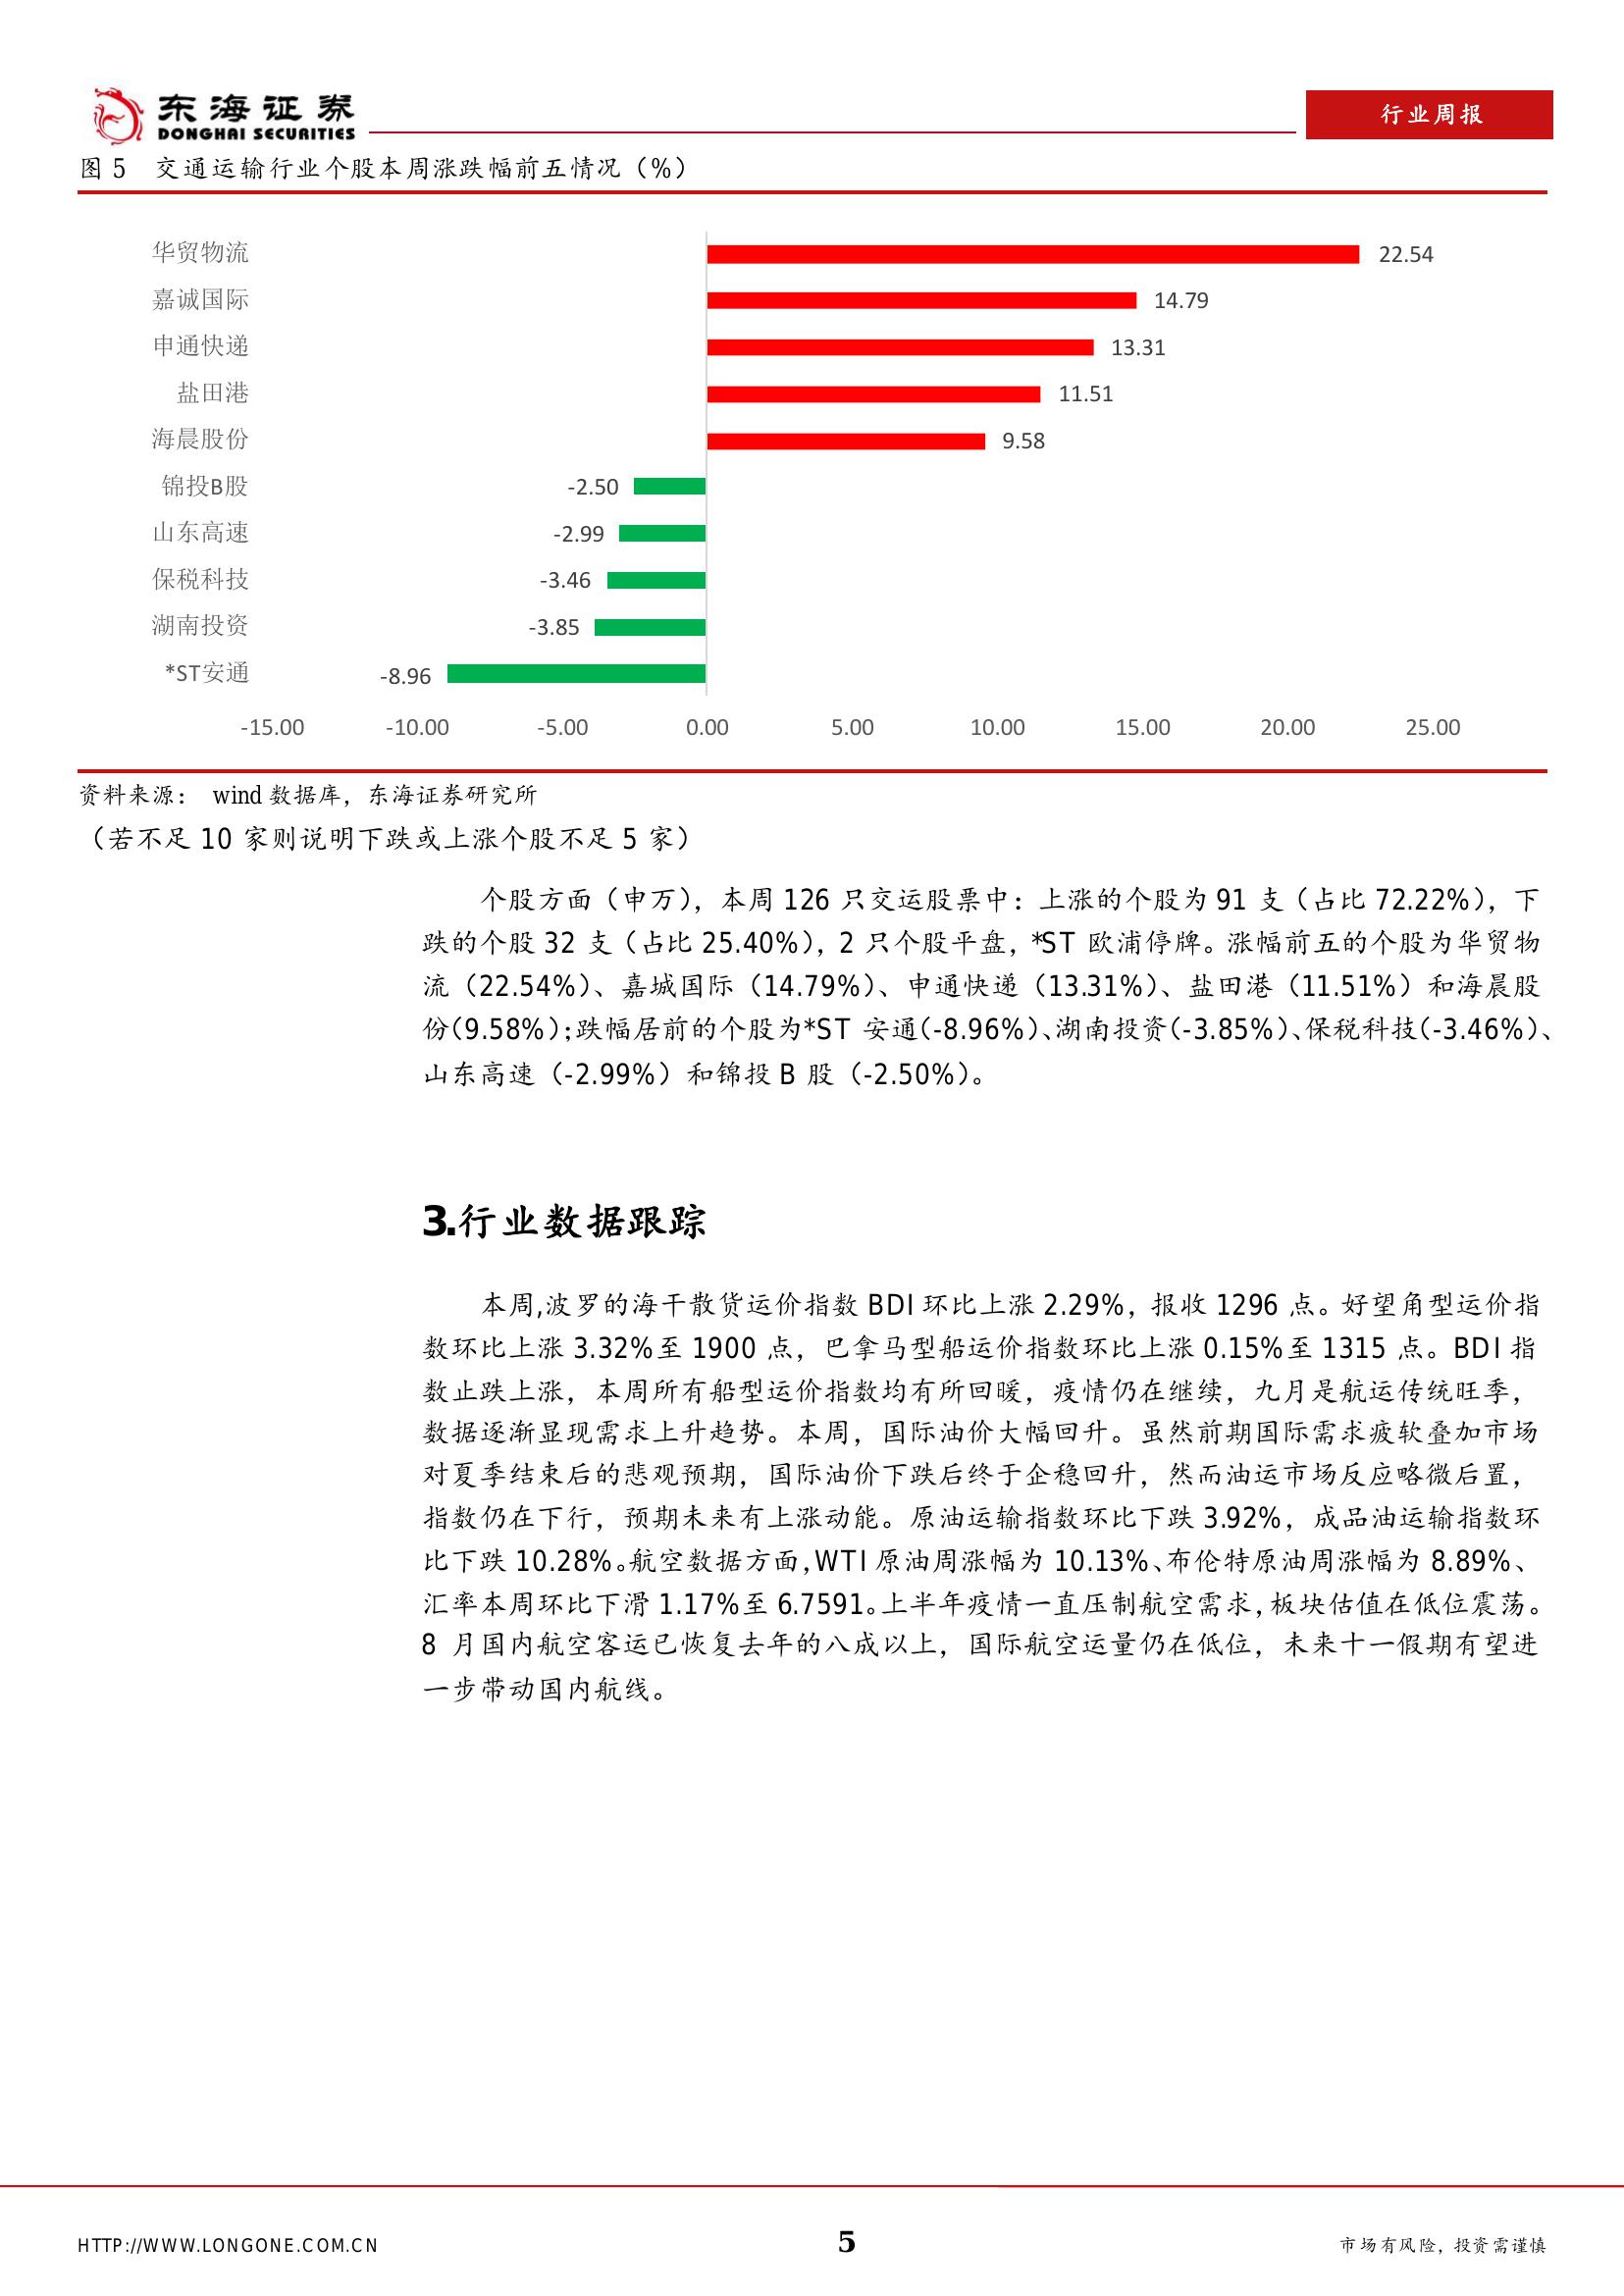 东海证券
DONGHAI SECURITIES
行业周报
图 5 交通运输行业个股本周涨跌幅前五情况（%）
华贸物流 22.54
嘉诚国际 14.79
申通快递 13.31
盐田港 11.51
海晨股份 9.58
锦投B股 -2.50
山东高速 -2.99
保税科技 -3.46
湖南投资 -3.85
*ST安通 -8.96
-15.00 -10.00 -5.00 0.00 5.00 10.00 15.00 20.00 25.00
资料来源： wind 数据库，东海证券研究所
（若不足 10 家则说明下跌或上涨个股不足 5 家）
个股方面（申万），本周 126 只交运股票中：上涨的个股为 91 支（占比 72.22%），下
跌的个股 32 支（占比 25.40%），2 只个股平盘，*ST 欧浦停牌。涨幅前五的个股为华贸物
流（22.54%）、嘉城国际（14.79%）、申通快递（13.31%）、盐田港（11.51%）和海晨股
份（9.58%）；跌幅居前的个股为*ST 安通（-8.96%）、湖南投资（-3.85%）、保税科技（-3.46%）、
山东高速（-2.99%）和锦投 B 股（-2.50%）。
3.行业数据跟踪
本周,波罗的海干散货运价指数 BDI 环比上涨 2.29%，报收 1296 点。好望角型运价指
数环比上涨 3.32%至 1900 点，巴拿马型船运价指数环比上涨 0.15%至 1315 点。BDI 指
数止跌上涨，本周所有船型运价指数均有所回暖，疫情仍在继续，九月是航运传统旺季，
数据逐渐显现需求上升趋势。本周，国际油价大幅回升。虽然前期国际需求疲软叠加市场
对夏季结束后的悲观预期，国际油价下跌后终于企稳回升，然而油运市场反应略微后置，
指数仍在下行，预期未来有上涨动能。原油运输指数环比下跌 3.92%，成品油运输指数环
比下跌 10.28%。航空数据方面，WTI 原油周涨幅为 10.13%、布伦特原油周涨幅为 8.89%、
汇率本周环比下滑 1.17%至 6.7591。上半年疫情一直压制航空需求，板块估值在低位震荡。
8 月国内航空客运已恢复去年的八成以上，国际航空运量仍在低位，未来十一假期有望进
一步带动国内航线。
HTTP://WWW.LONGONE.COM.CN 5 市场有风险，投资需谨慎